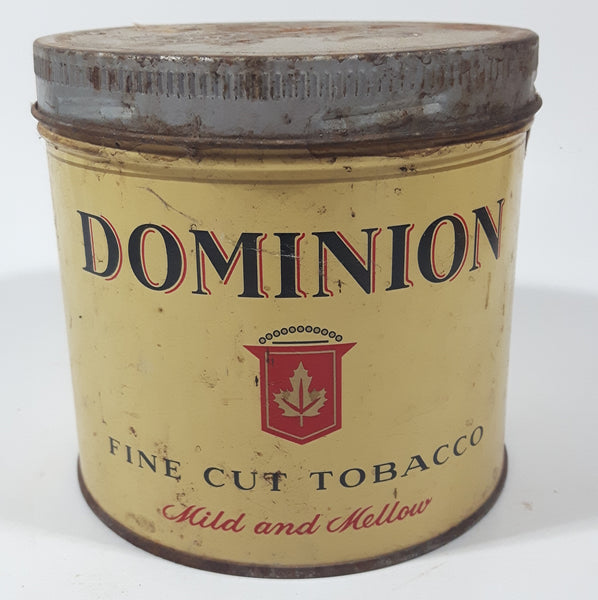 DOMINION
FINE CUT TOBACCO
Mild and Mellow